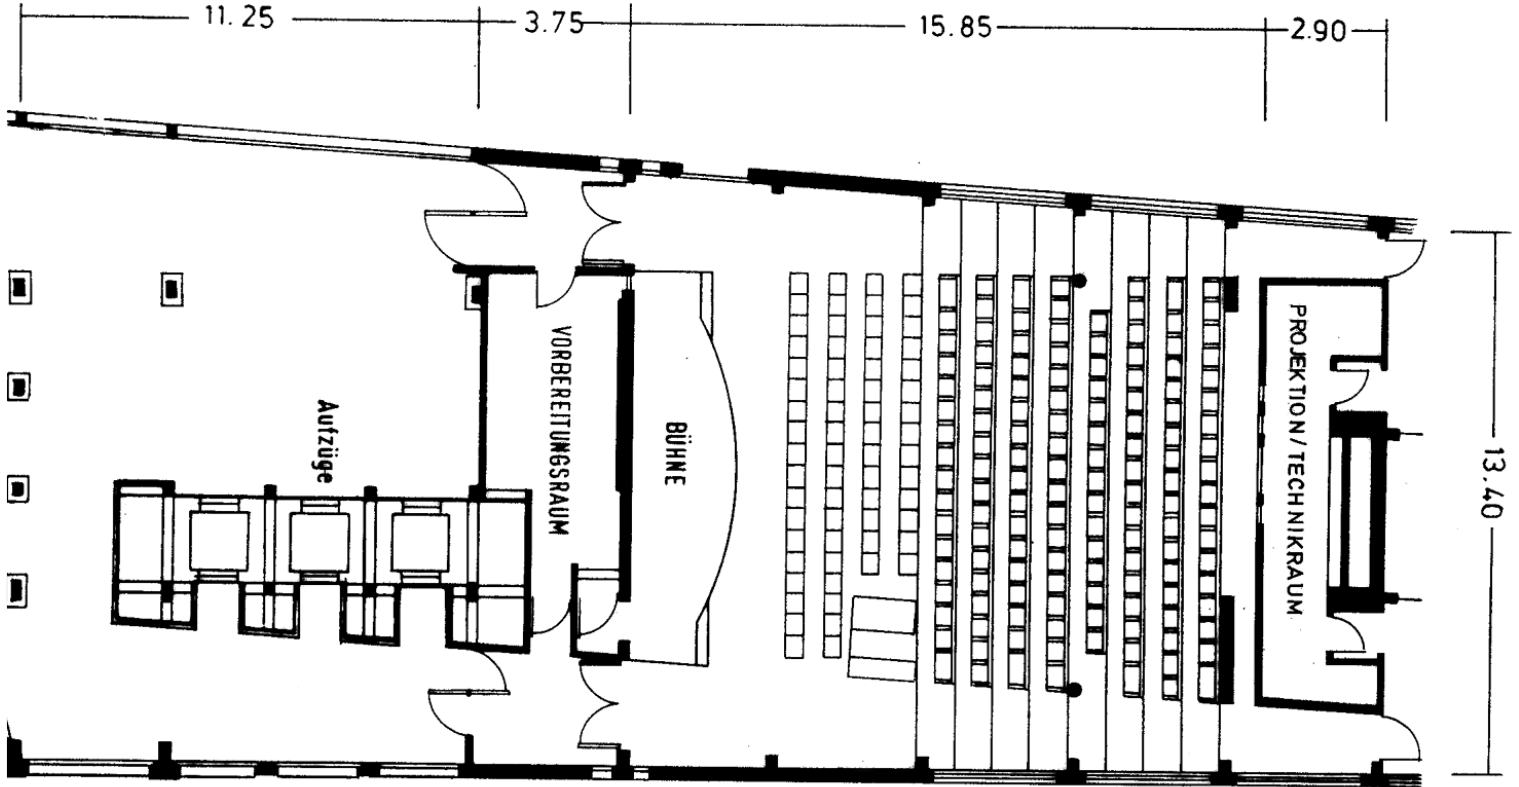 11.25
3.75
15.85
2.90
13.40
Aufzüge
VORBEREITUNGSRAUM
BÜHNE
PROJEKTION/TECHNIKRAUM